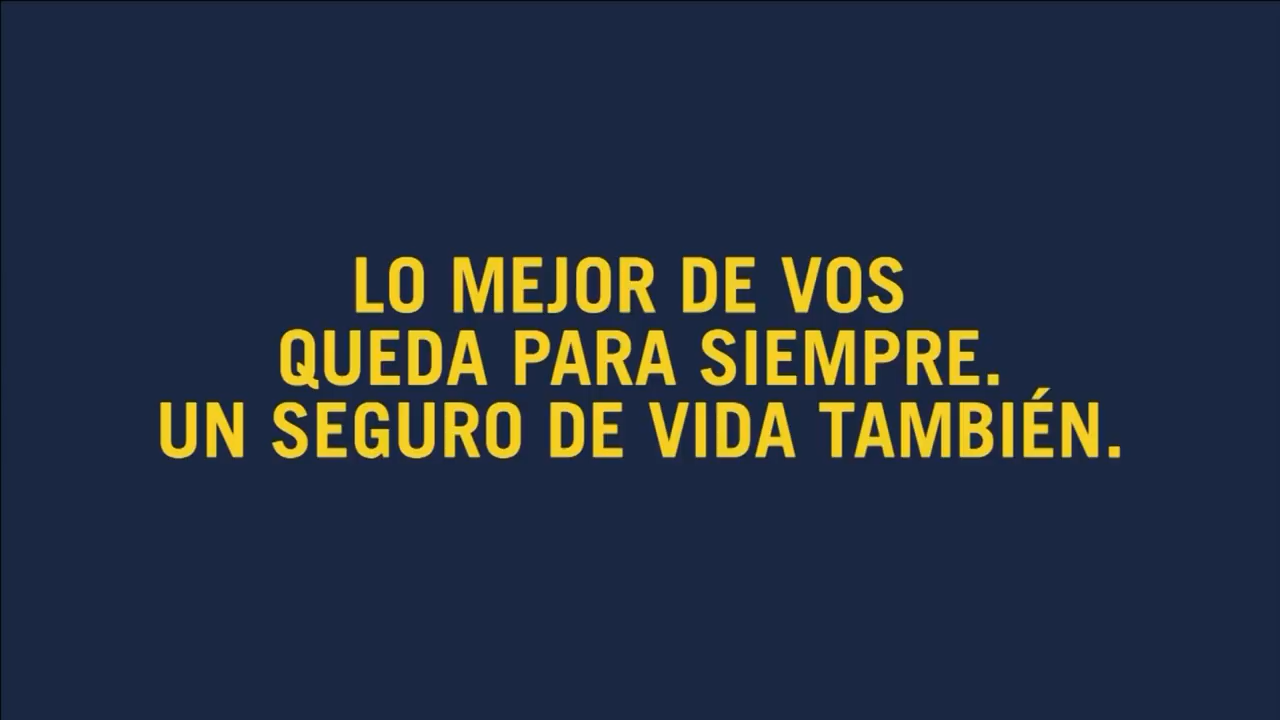 LO MEJOR DE VOS
QUEDA PARA SIEMPRE.
UN SEGURO DE VIDA TAMBIÉN.